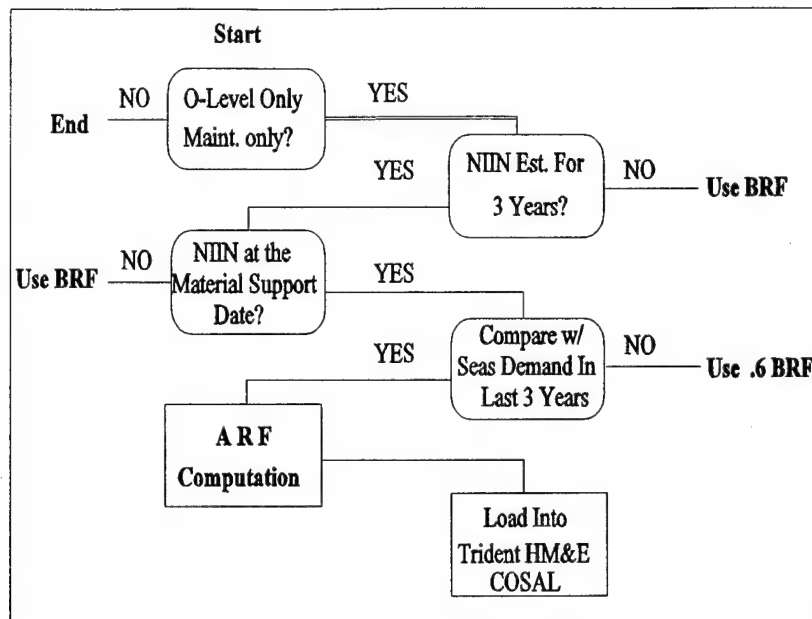 Start
NO
O-Level Only
YES
End
Maint. only?
YES
NIIN Est. For
NO
3 Years?
Use BRF
NO
NIIN at the
YES
Use BRF
Material Support
Date?
YES
Compare w/
NO
Seas Demand In
Use .6 BRF
Last 3 Years
A R F
Computation
Load Into
Trident HM&E
COSAL